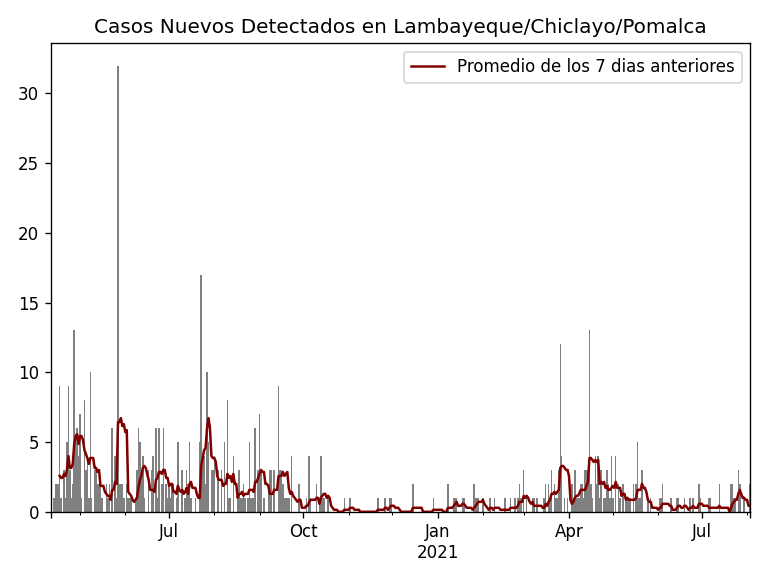 Casos Nuevos Detectados en Lambayeque/Chiclayo/Pomalca
Promedio de los 7 dias anteriores
30
25
20
15
10
5
0
Jul
Oct
Jan
Apr
Jul
2021